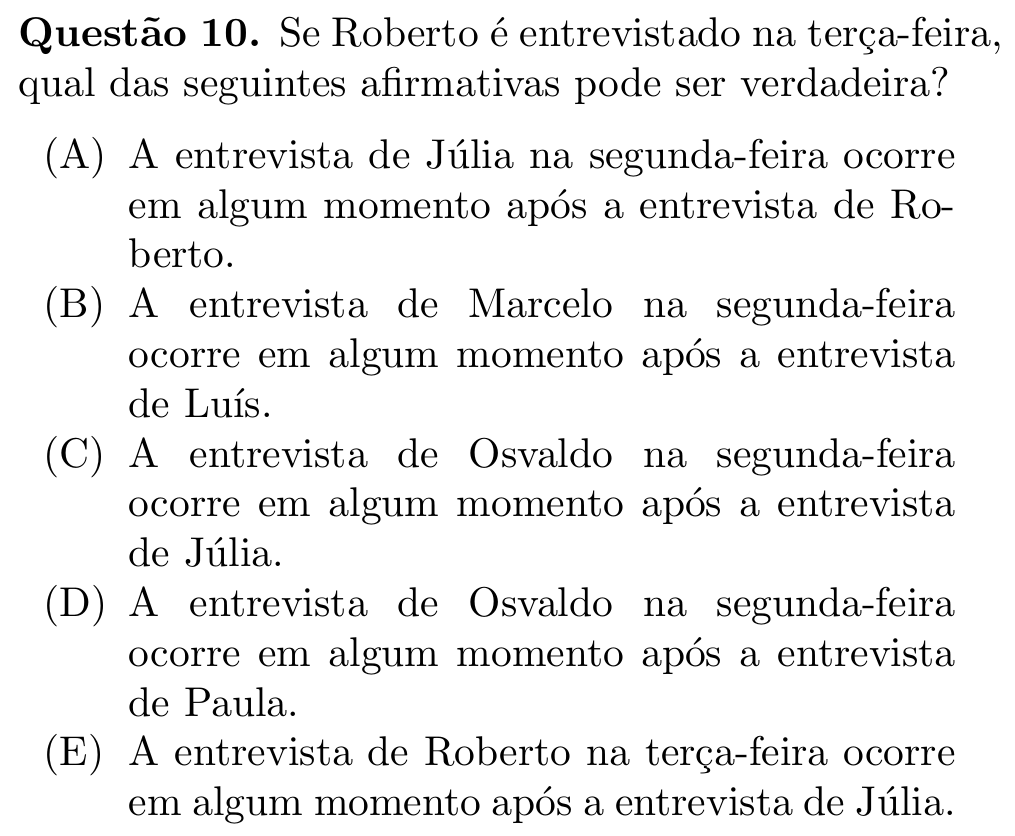 Questão 10. Se Roberto é entrevistado na terça-feira,
qual das seguintes afirmativas pode ser verdadeira?
(A) A entrevista de Júlia na segunda-feira ocorre
em algum momento após a entrevista de Ro-
berto.
(B) A entrevista de Marcelo na segunda-feira
ocorre em algum momento após a entrevista
de Luís.
(C) A entrevista de Osvaldo na segunda-feira
ocorre em algum momento após a entrevista
de Júlia.
(D) A entrevista de Osvaldo na segunda-feira
ocorre em algum momento após a entrevista
de Paula.
(E) A entrevista de Roberto na terça-feira ocorre
em algum momento após a entrevista de Júlia.